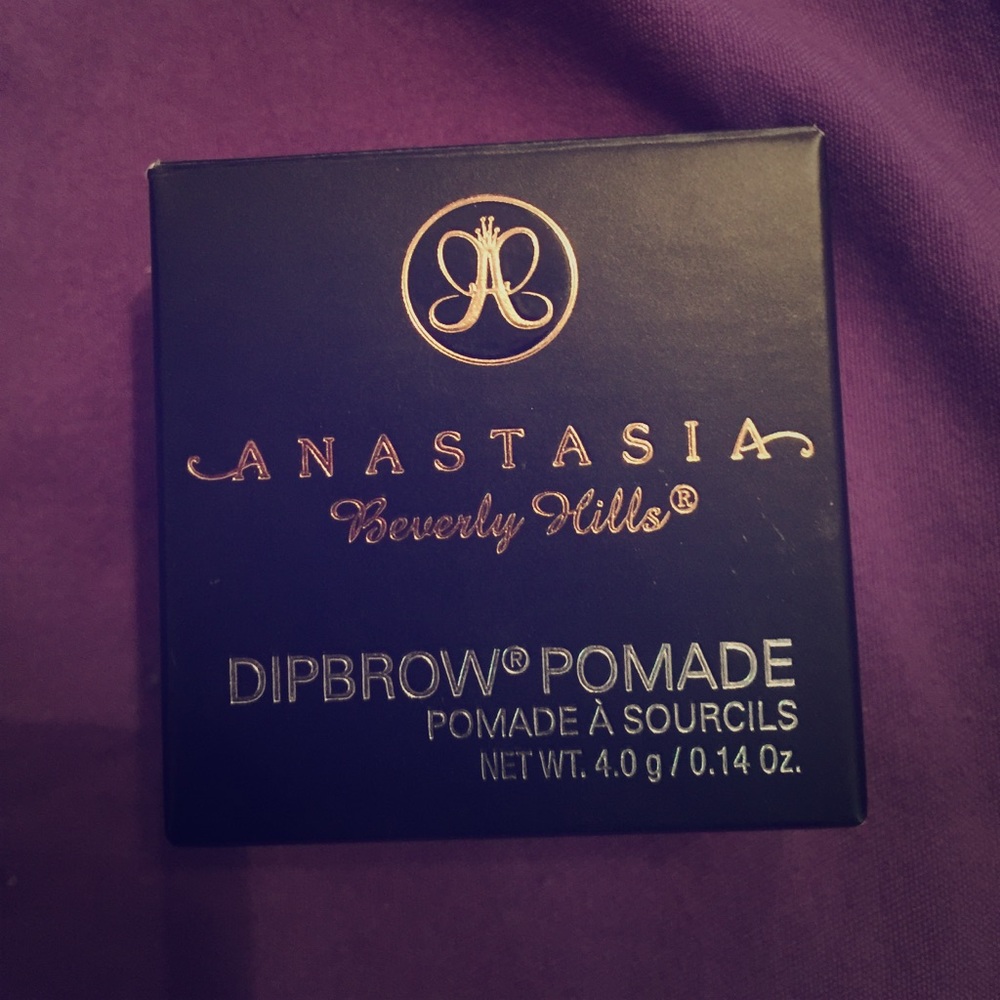 ANASTASIA
Beverly Hills®
DIPBROW® POMADE
POMADE À SOURCILS
NET WT. 4.0 g / 0.14 Oz.